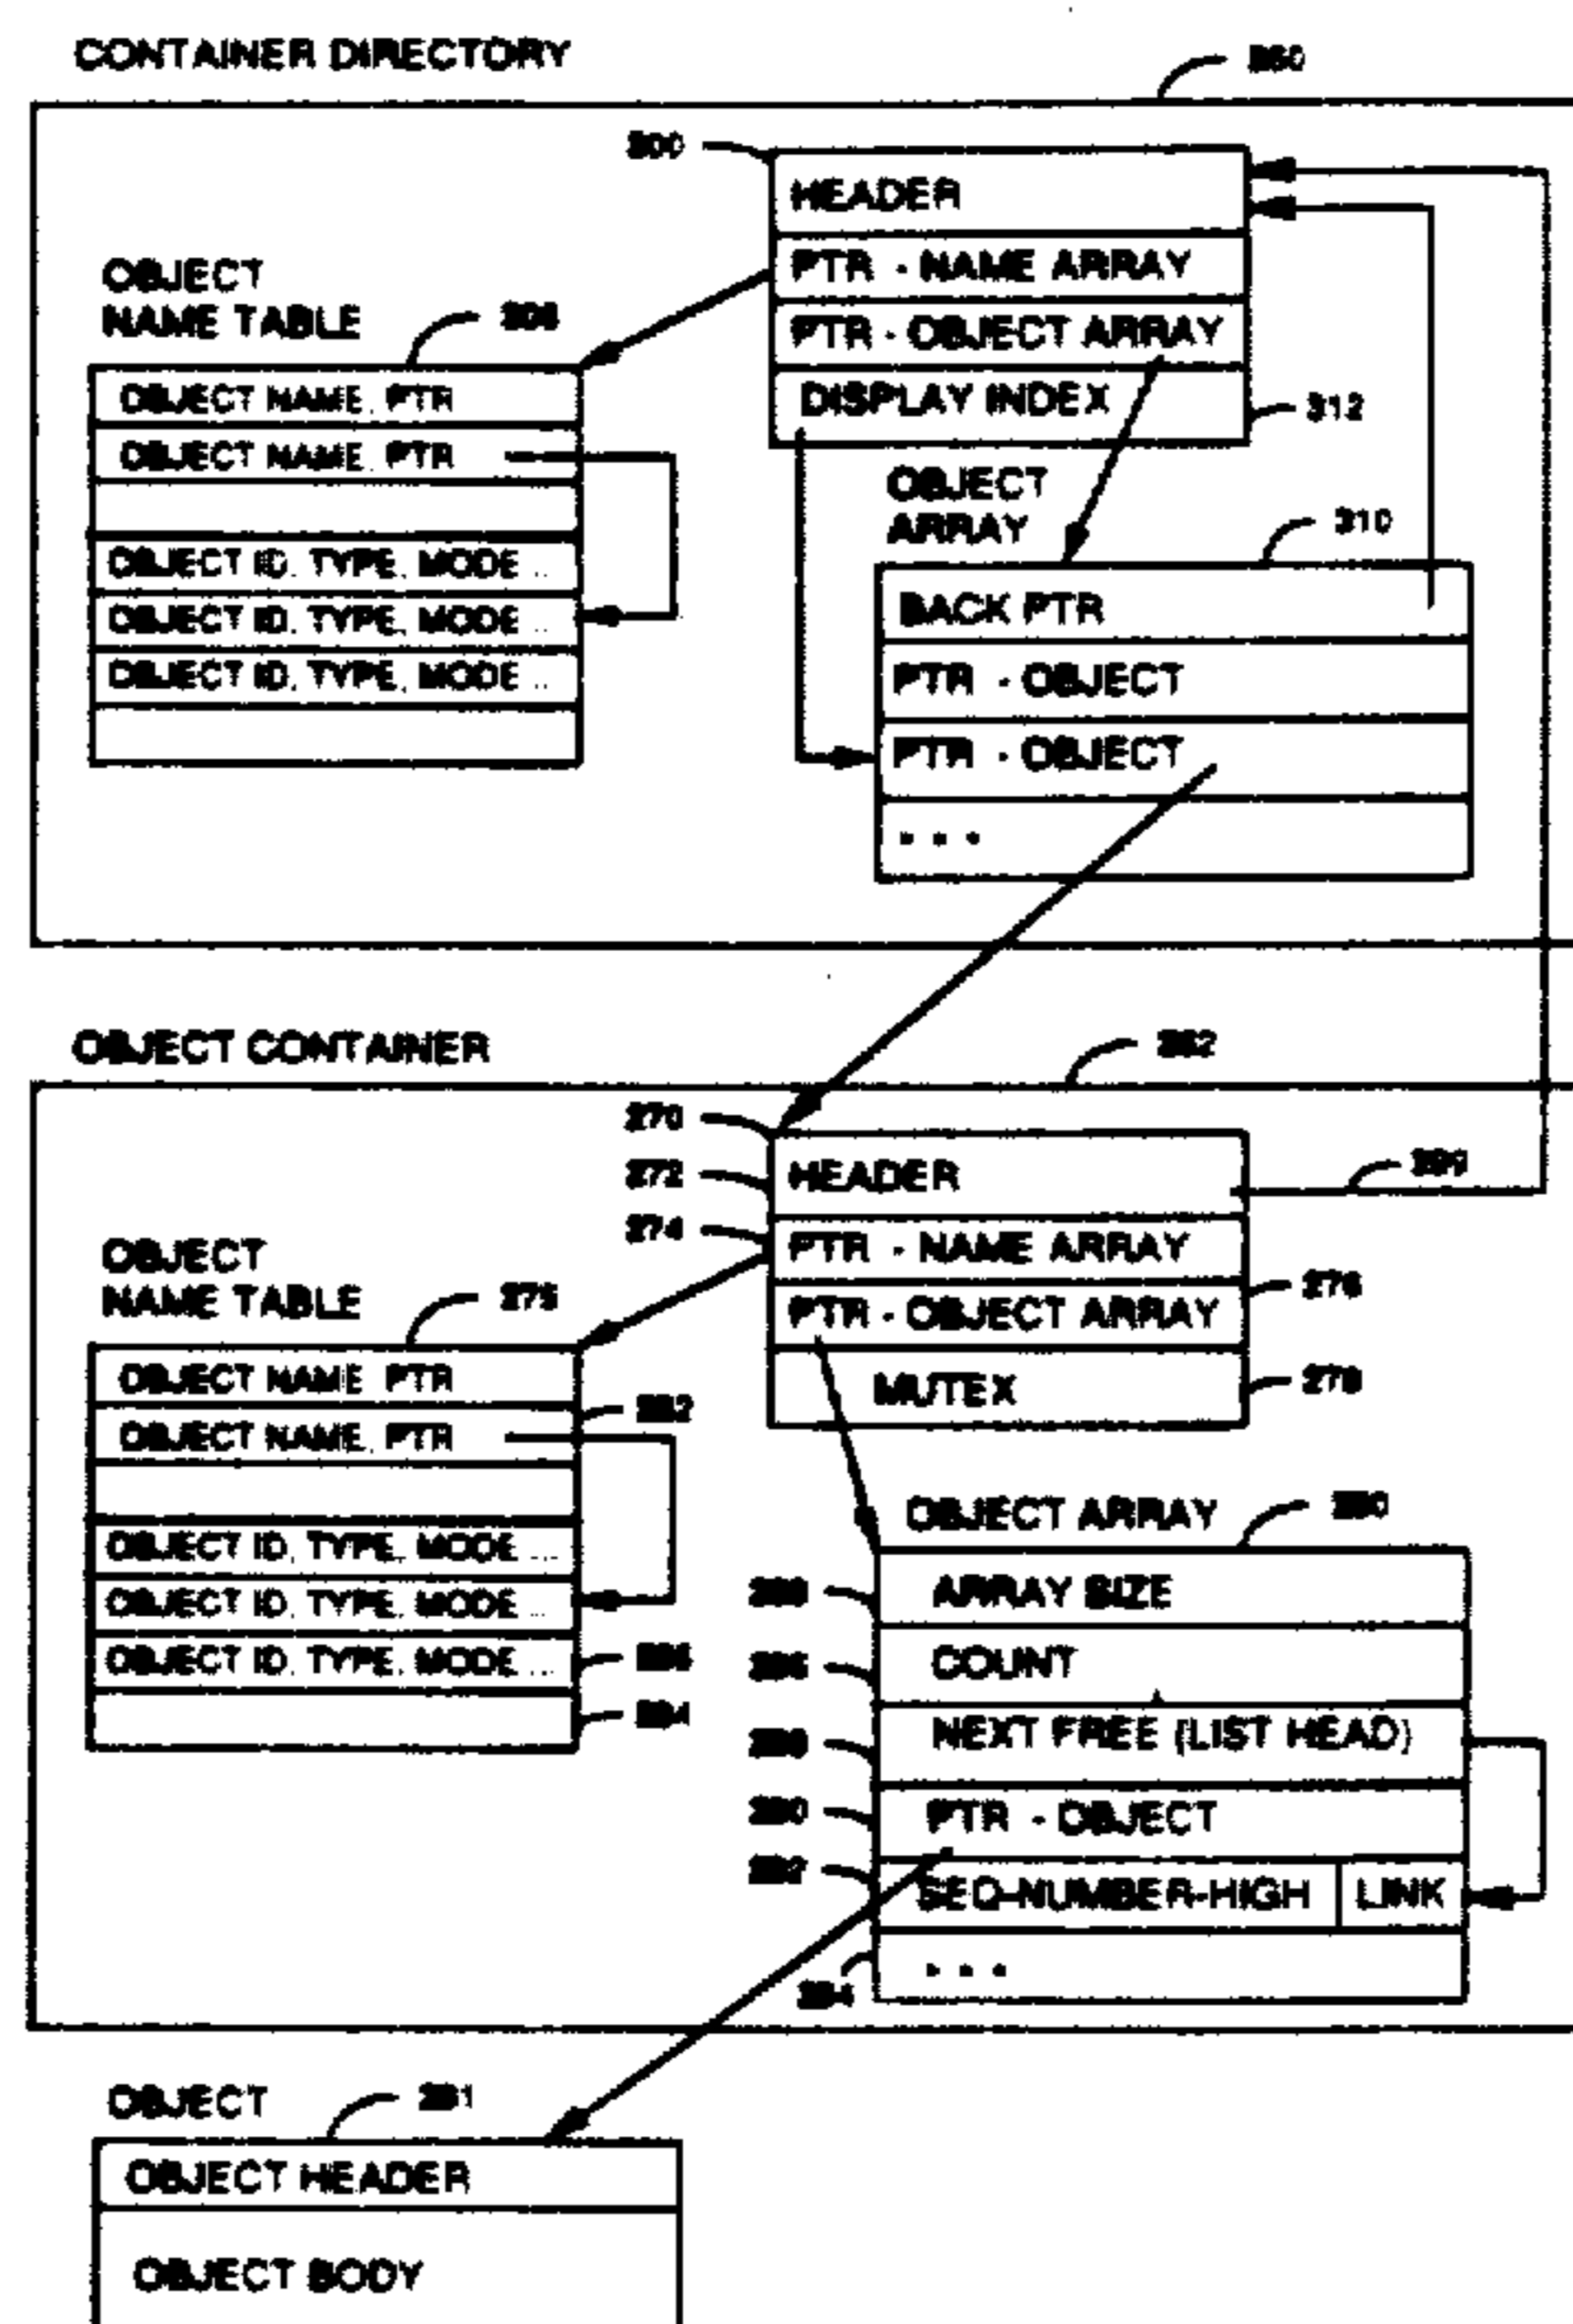 CONTAINER DIRECTORY
HEADER
PTR - NAME ARRAY
PTR - OBJECT ARRAY
DISPLAY INDEX
312
OBJECT
NAME TABLE
OBJECT NAME, PTR
OBJECT NAME, PTR
OBJECT ID, TYPE, MODE ..
OBJECT ID, TYPE, MODE ..
OBJECT ID, TYPE, MODE ..
OBJECT
ARRAY
310
BACK PTR
PTR - OBJECT
PTR - OBJECT
. . .
OBJECT CONTAINER
270
272
274
HEADER
PTR - NAME ARRAY
PTR - OBJECT ARRAY
MUTEX
276
OBJECT
NAME TABLE
275
OBJECT NAME, PTR
OBJECT NAME, PTR
OBJECT ID, TYPE, MODE ...
OBJECT ID, TYPE, MODE ...
OBJECT ID, TYPE, MODE ...
OBJECT ARRAY
ARRAY SIZE
COUNT
NEXT FREE (LIST HEAD)
PTR - OBJECT
SEQ-NUMBER-HIGH LINK
. . .
OBJECT
OBJECT HEADER
OBJECT BODY